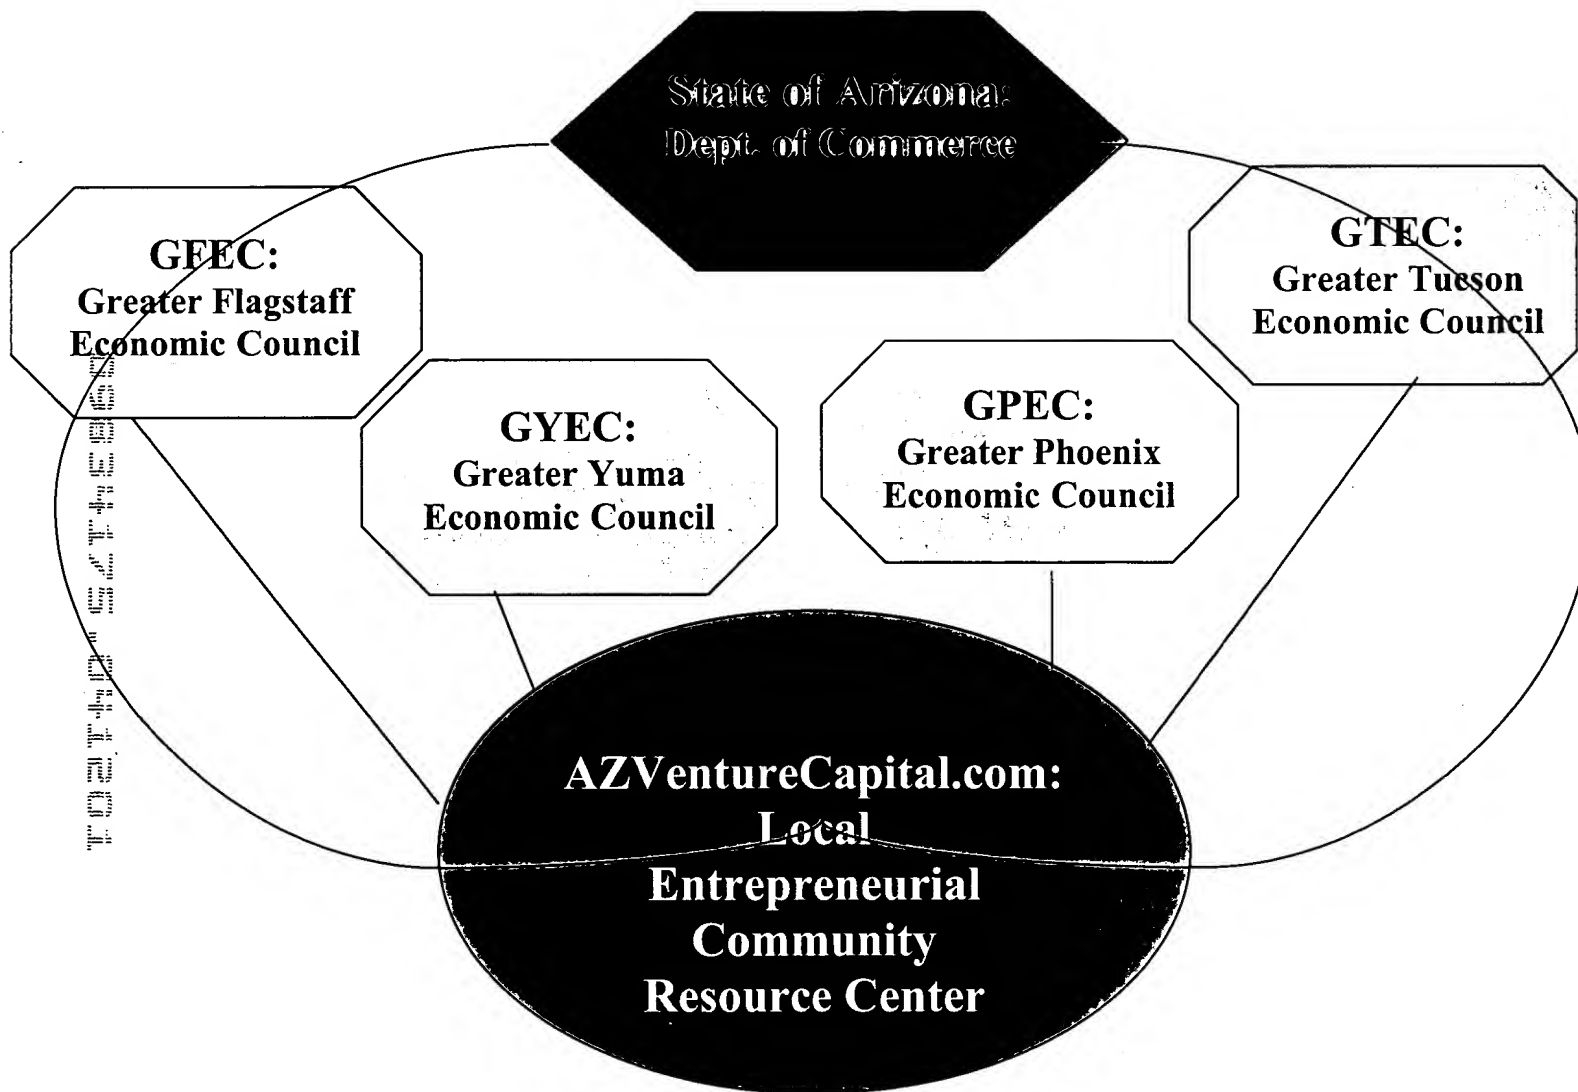 State of Arizona:
Dept. of Commerce
GFEC:
Greater Flagstaff
Economic Council
GTEC:
Greater Tucson
Economic Council
GYEC:
Greater Yuma
Economic Council
GPEC:
Greater Phoenix
Economic Council
AZVentureCapital.com:
Local
Entrepreneurial
Community
Resource Center